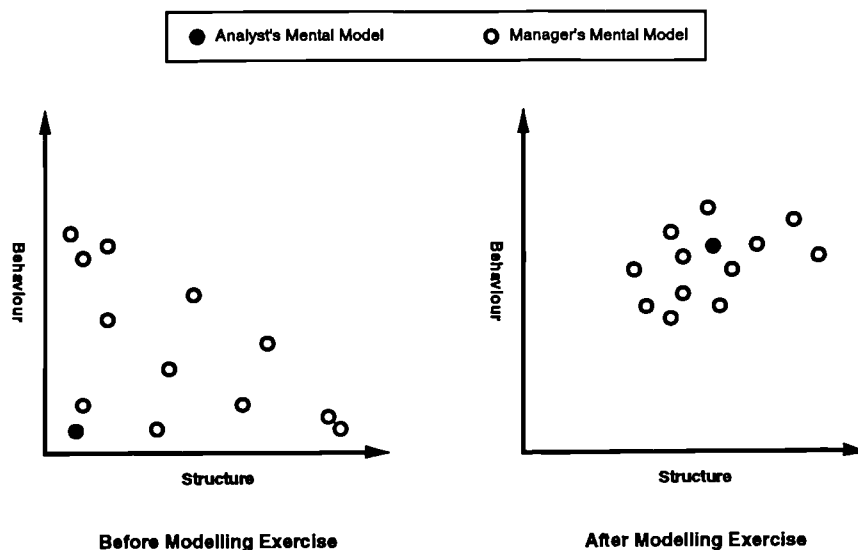 Analyst's Mental Model
Manager's Mental Model
Behaviour
Structure
Before Modelling Exercise
Behaviour
Structure
After Modelling Exercise